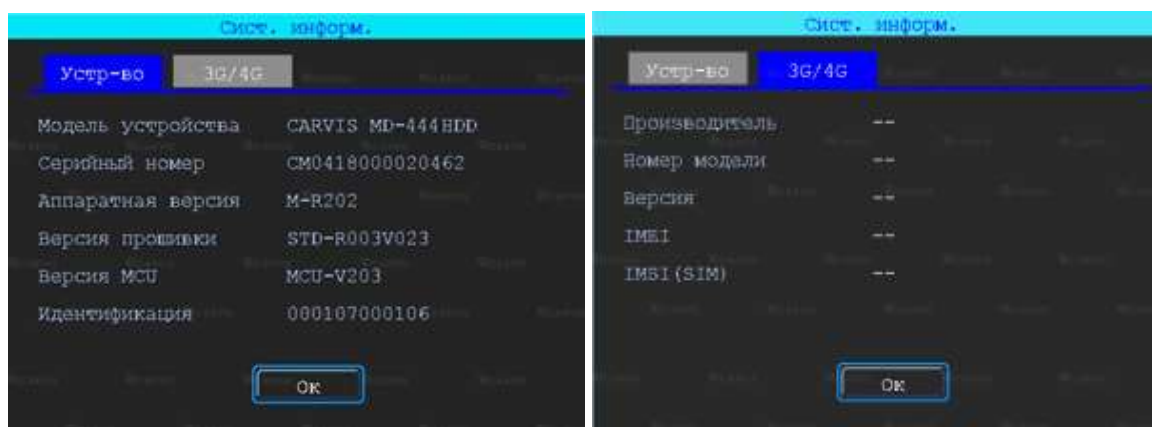 Сист. информ.
Устр-во 3G/4G
Модель устройства CARVIS MD-444HDD
Серийный номер CM0418000020462
Аппаратная версия M-R202
Версия прошивки STD-R003V023
Версия MCU MCU-V203
Идентификация 000107000106
Ок
Сист. информ.
Устр-во 3G/4G
Производитель --
Номер модели --
Версия --
IMEI --
IMSI(SIM) --
Ок